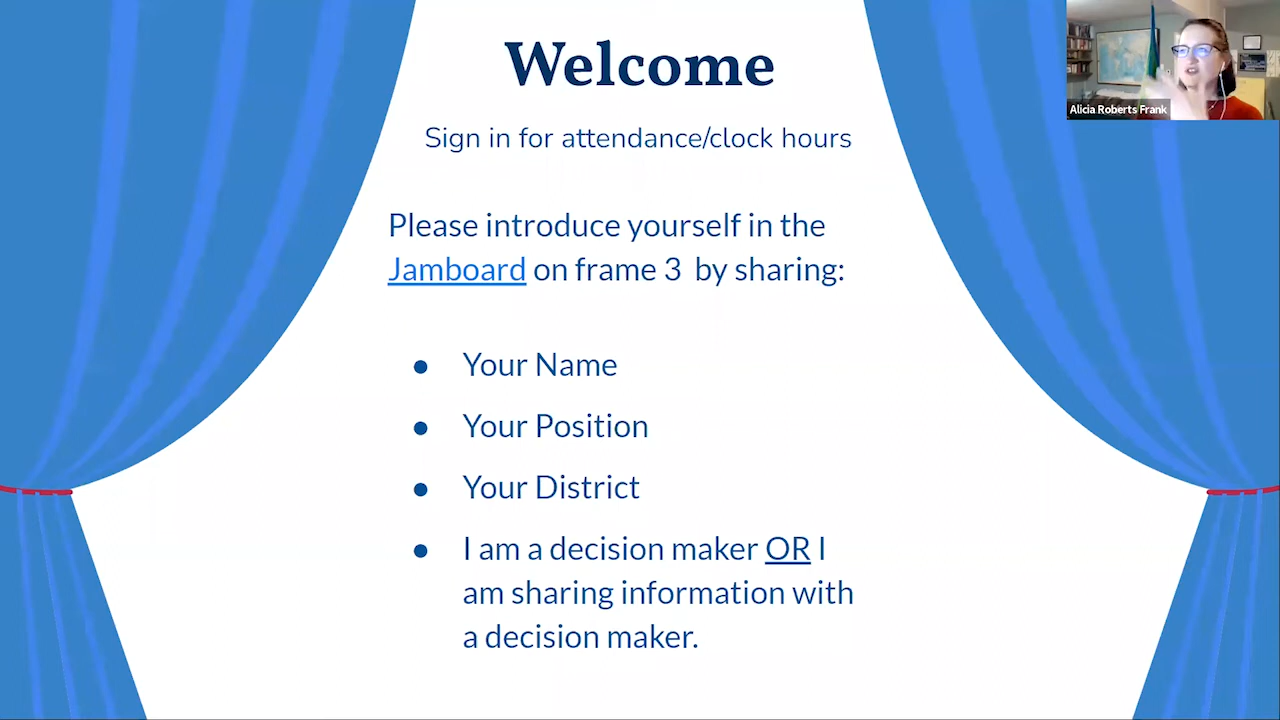 Welcome
Alicia Roberts Frank
Sign in for attendance/clock hours
Please introduce yourself in the
Jamboard on frame 3 by sharing:
● Your Name
● Your Position
● Your District
● I am a decision maker OR I
am sharing information with
a decision maker.